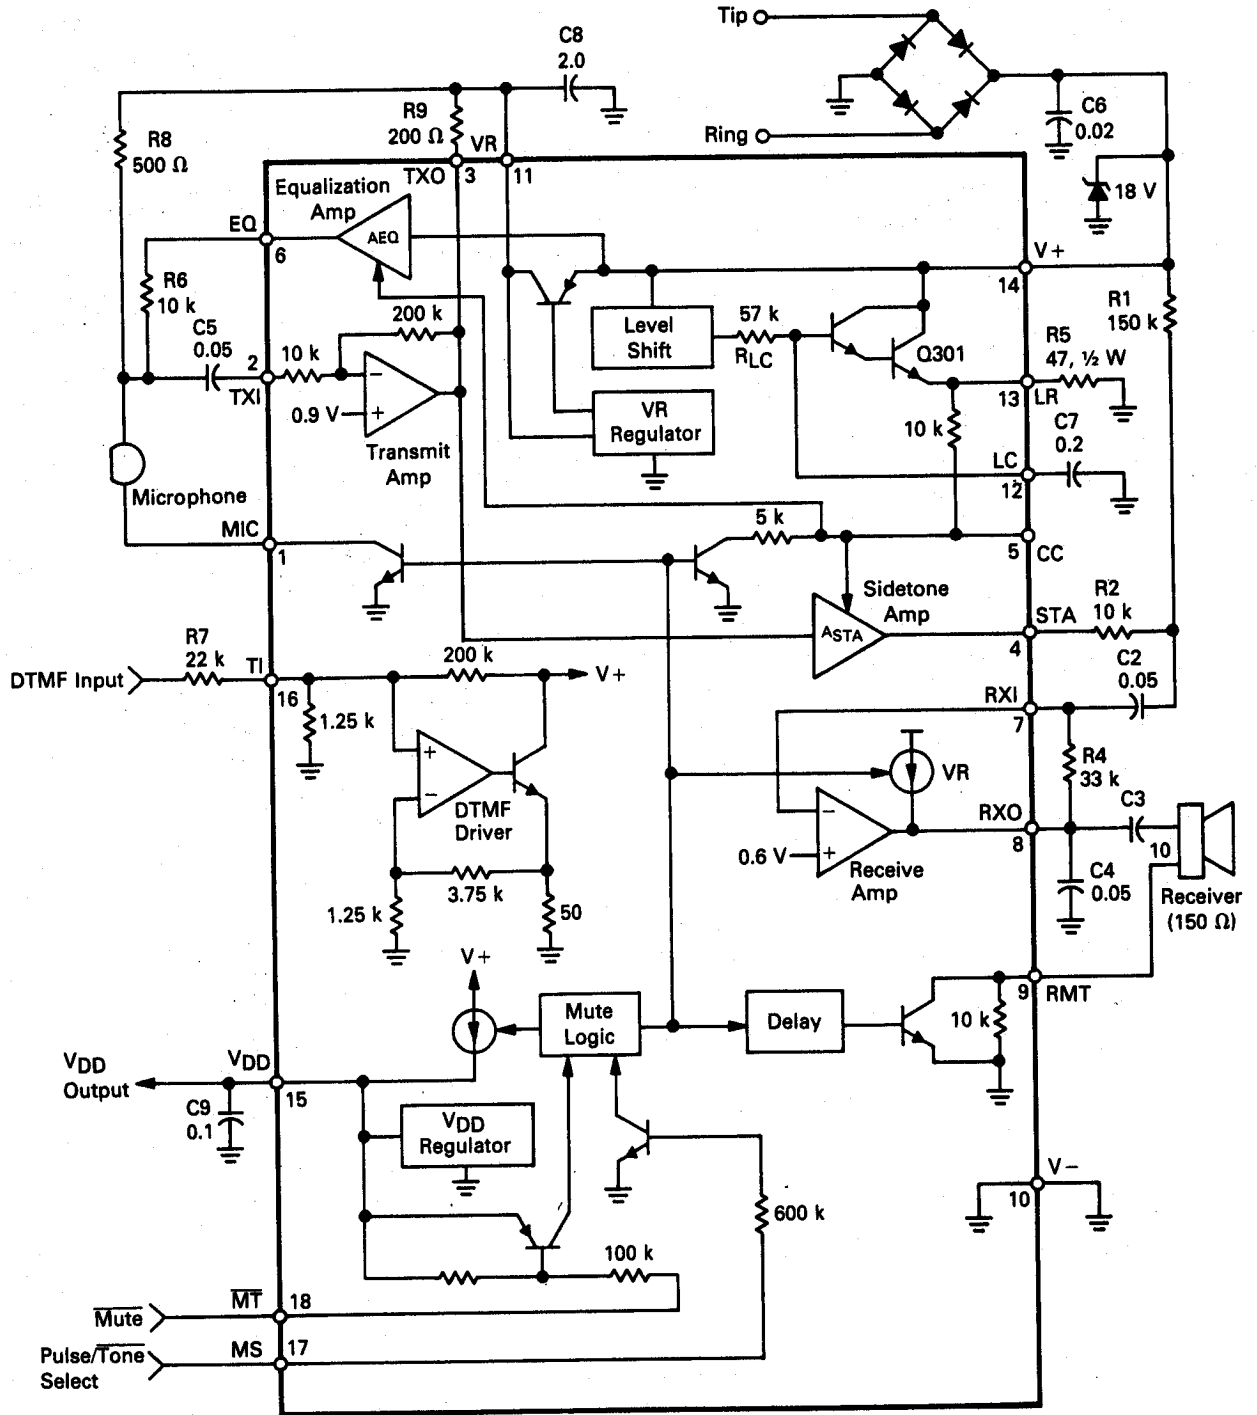 Tip
C8
2.0
R9
200 Ω
VR
R8
500 Ω
C6
0.02
Ring
TXO
3
11
18 V
Equalization
Amp
EQ
6
AEQ
V+
14
R6
10 k
C5
0.05
200 k
Level
Shift
57 k
RLC
Q301
R1
150 k
R5
47, ½ W
2
TXI
10 k
−
0.9 V
+
Transmit
Amp
VR
Regulator
13
LR
10 k
C7
0.2
LC
12
Microphone
MIC
1
5 k
5
CC
Sidetone
Amp
ASTA
STA
4
R2
10 k
R7
22 k
DTMF Input
TI
16
200 k
V+
1.25 k
C2
0.05
RXI
7
+
−
DTMF
Driver
VR
R4
33 k
RXO
8
C3
10
−
0.6 V
+
Receive
Amp
C4
0.05
Receiver
(150 Ω)
3.75 k
1.25 k
50
V+
Mute
Logic
Delay
9
RMT
10 k
VDD
Output
VDD
15
C9
0.1
VDD
Regulator
V−
10
600 k
100 k
M̅T̅
18
M̅u̅t̅e̅
Pulse/T̅o̅n̅e̅
Select
MS
17